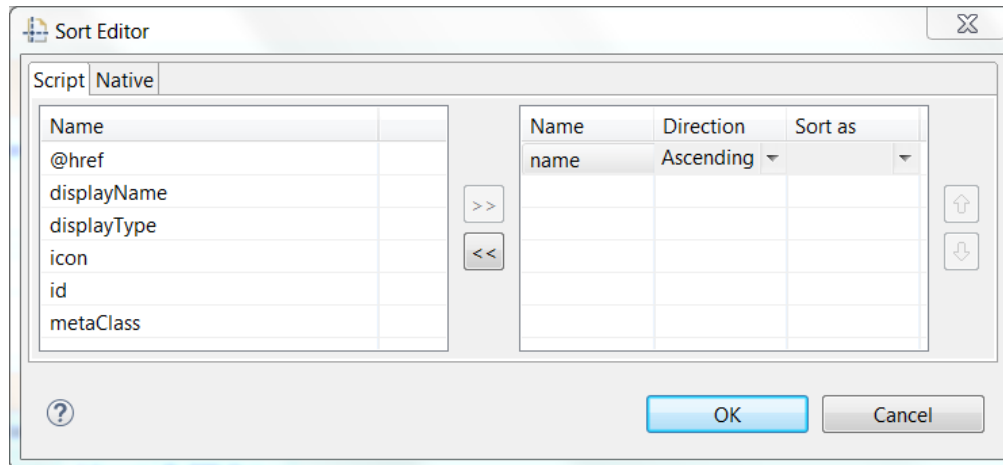 Sort Editor
Script Native
Name
@href
displayName
displayType
icon
id
metaClass
>>
<<
Name Direction Sort as
name Ascending
?
OK Cancel